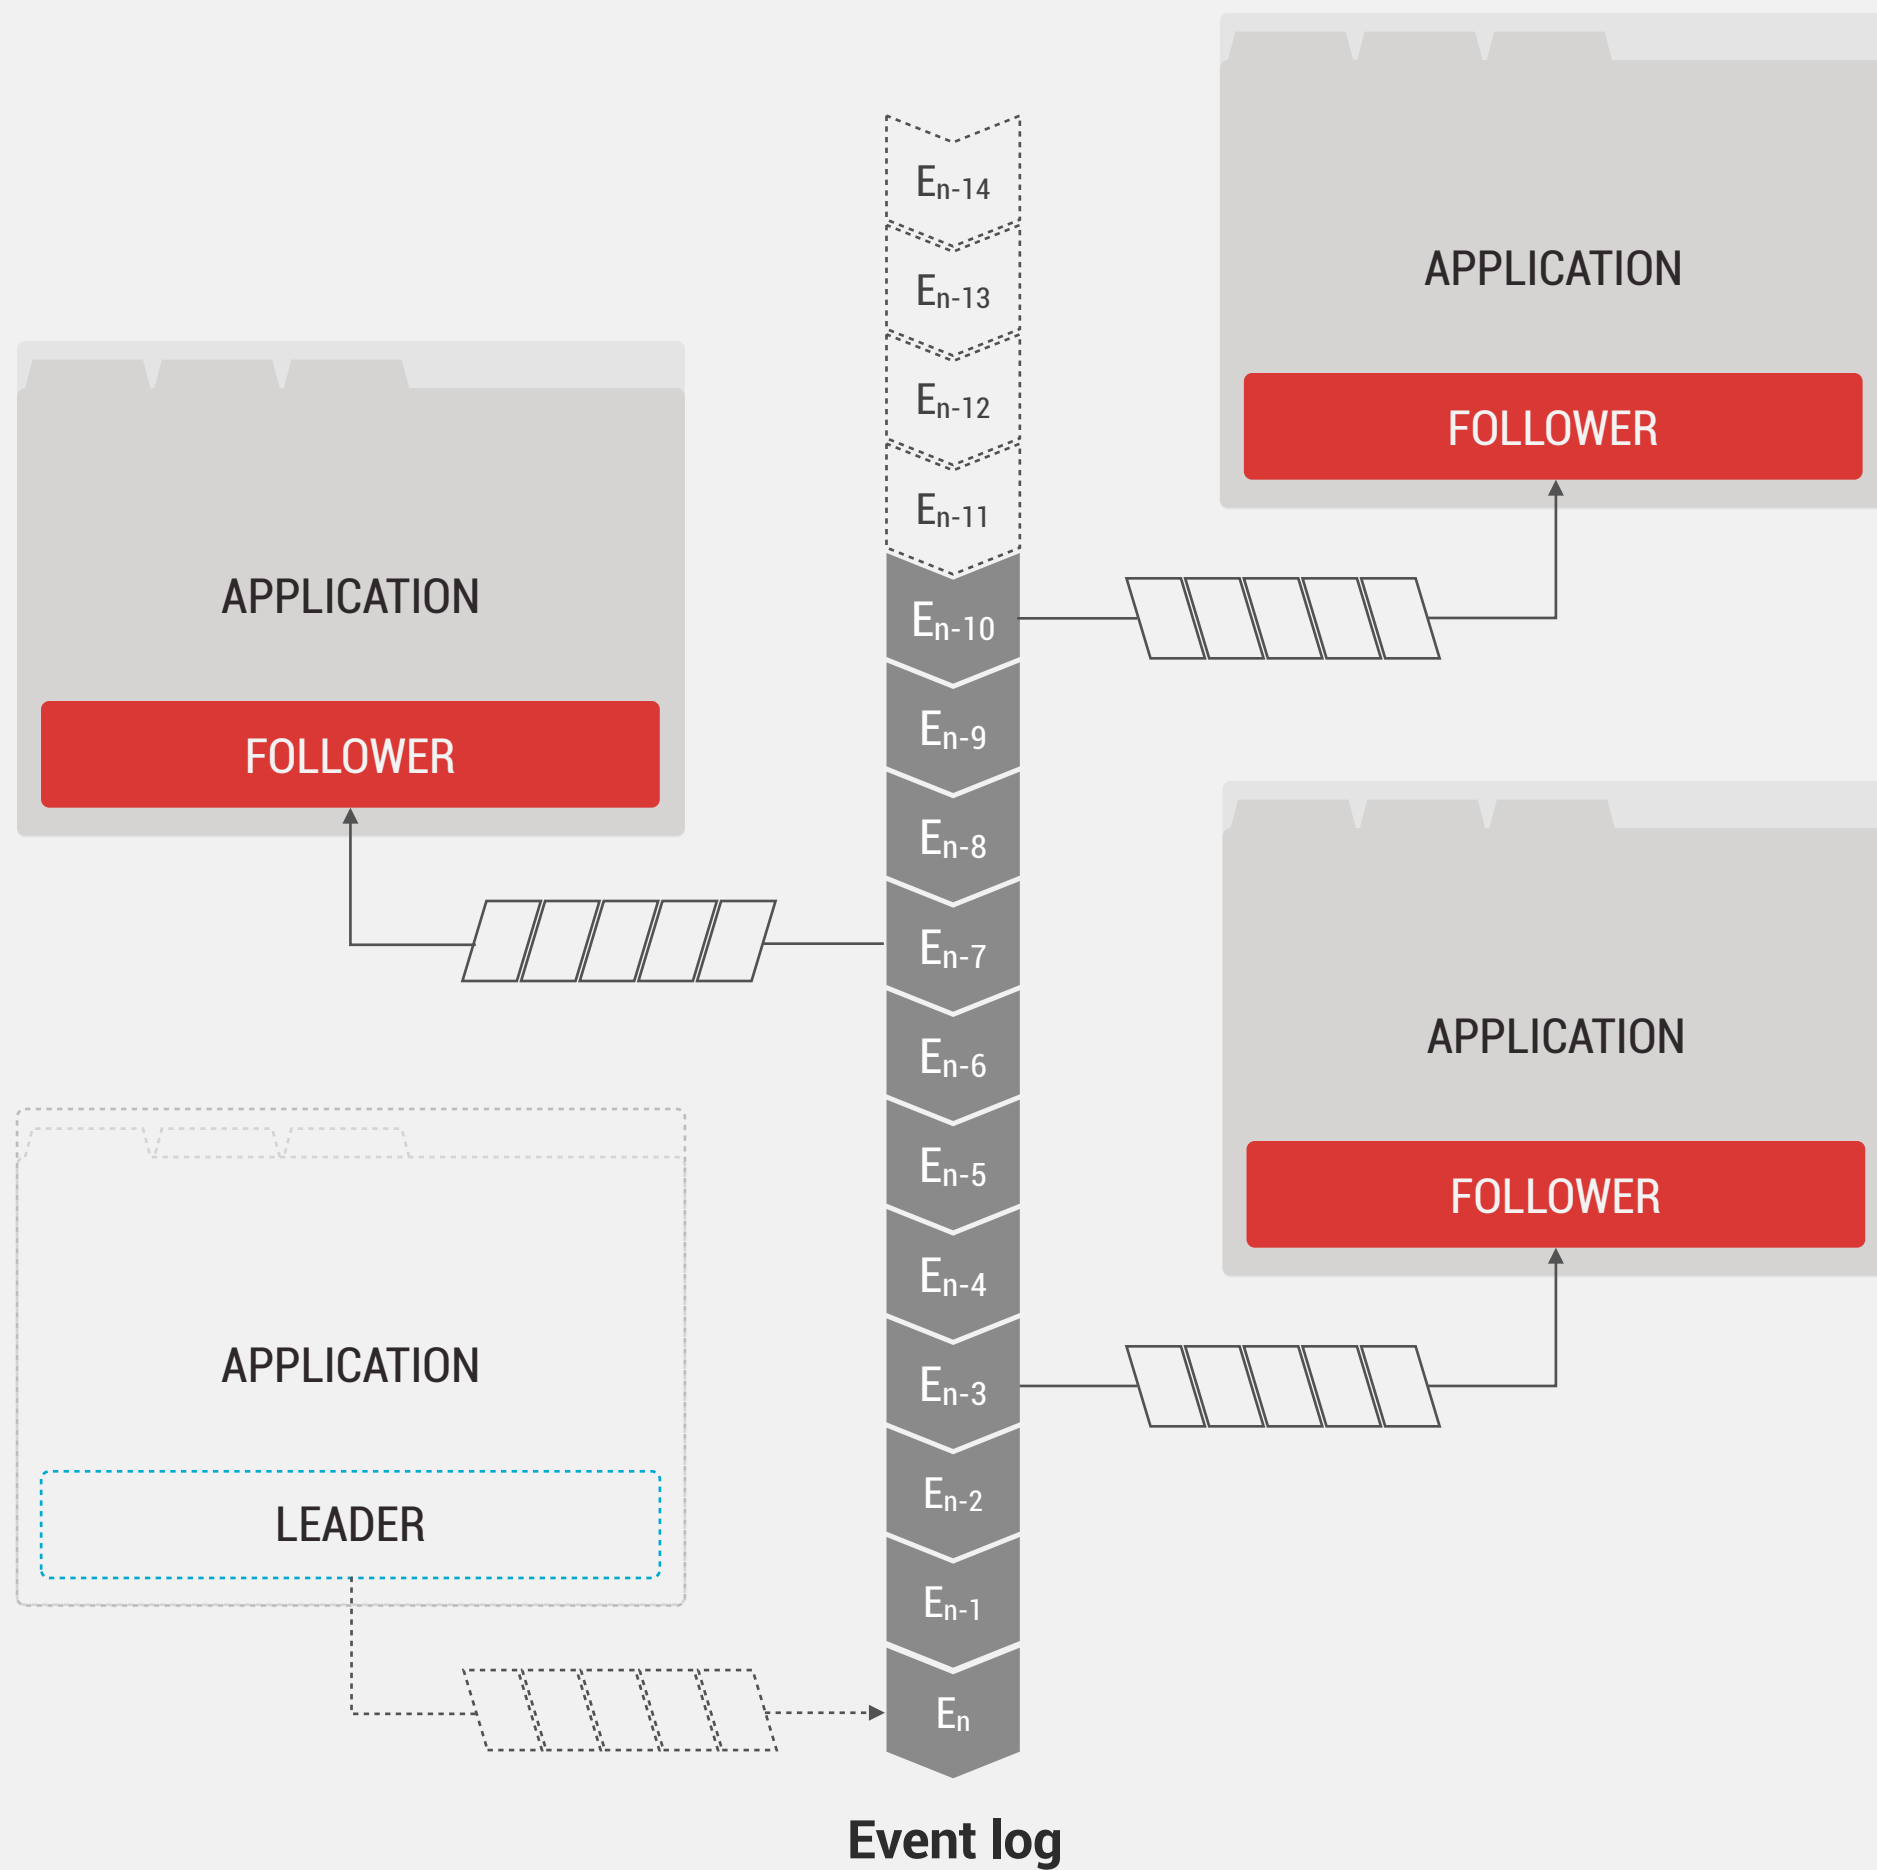 APPLICATION
FOLLOWER
APPLICATION
FOLLOWER
APPLICATION
LEADER
En-14
En-13
En-12
En-11
En-10
En-9
En-8
En-7
En-6
En-5
En-4
En-3
En-2
En-1
En
Event log
APPLICATION
FOLLOWER